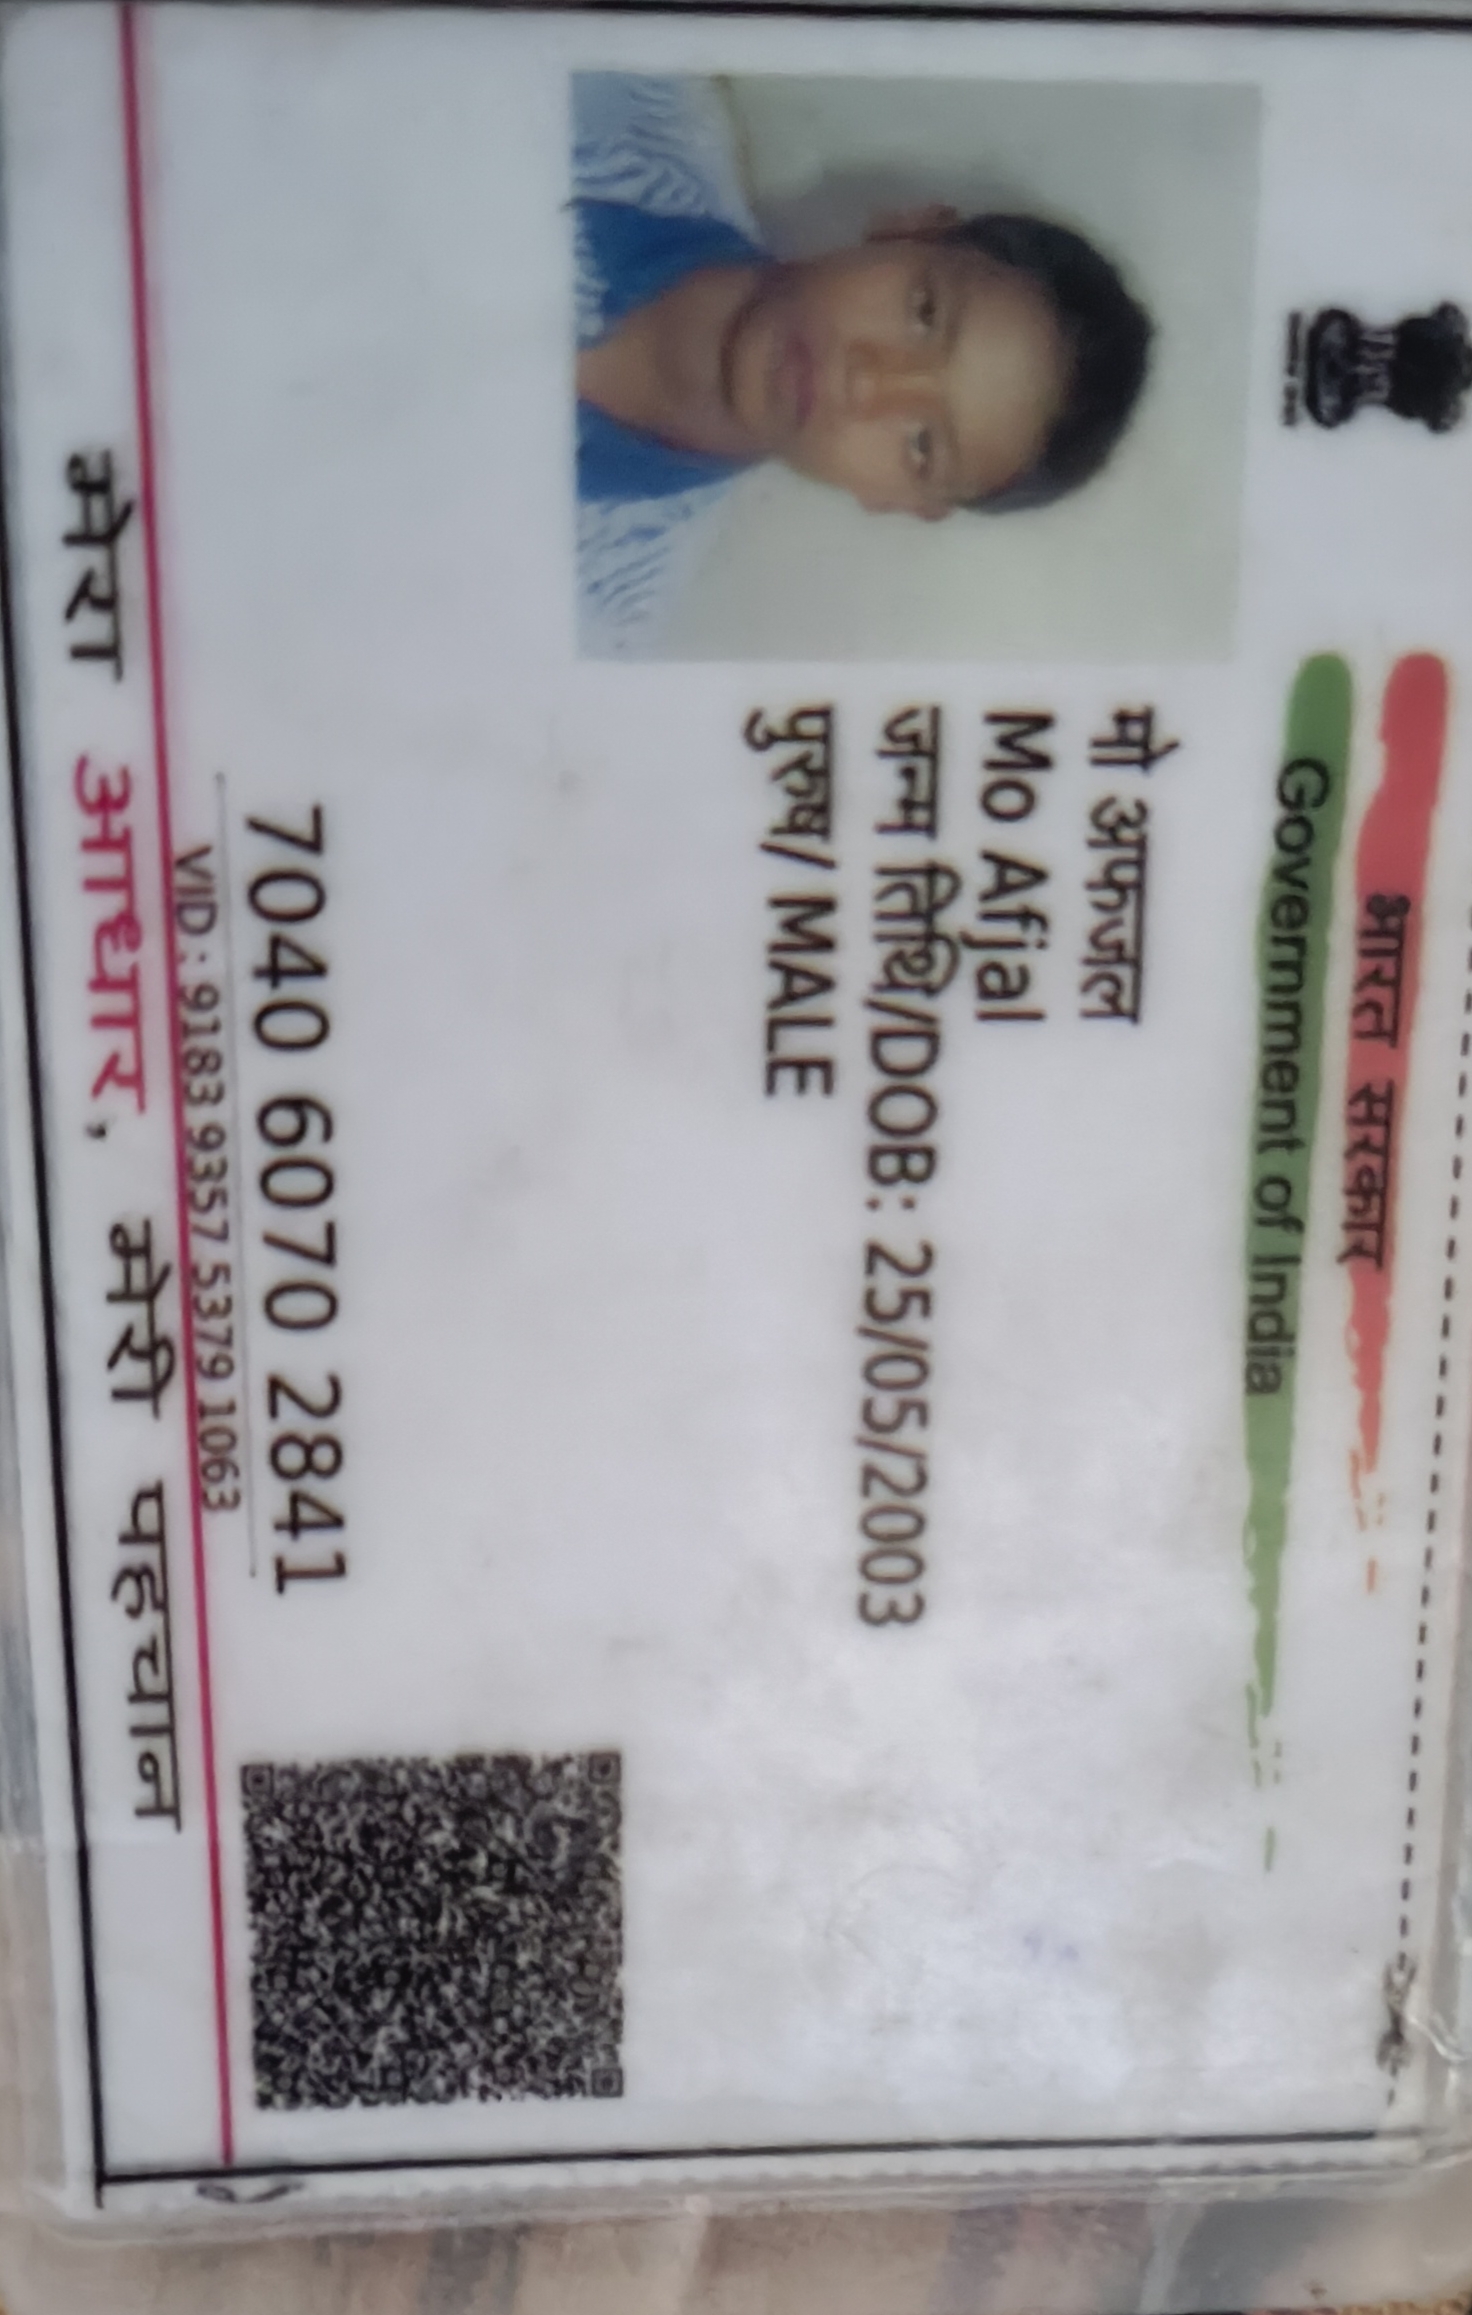 भारत सरकार
Government of India
मो अफजल
Mo Afjal
जन्म तिथि/DOB: 25/05/2003
पुरुष/ MALE
7040 6070 2841
VID : 9183 9357 5379 1063
मेरा आधार, मेरी पहचान